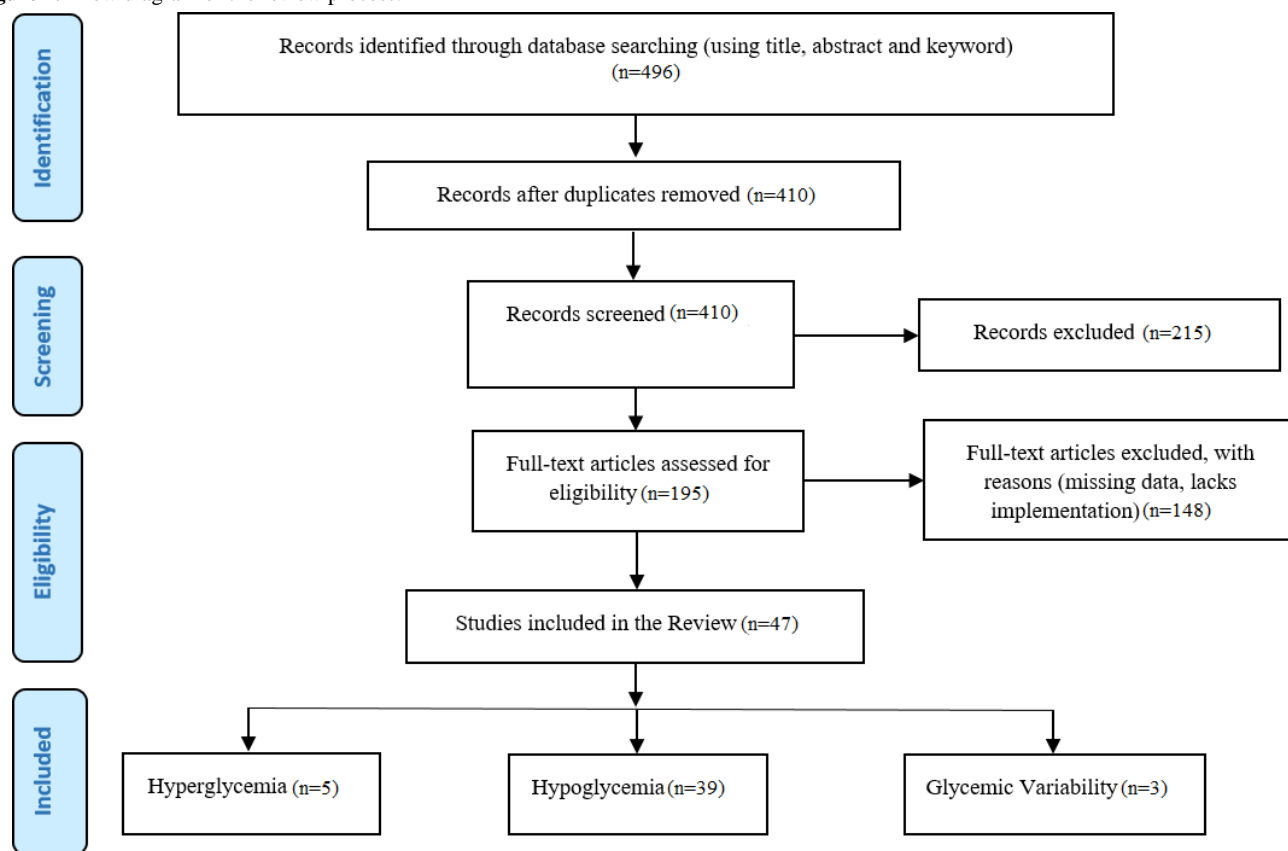 Records identified through database searching (using title, abstract and keyword)
(n=496)
Identification
Records after duplicates removed (n=410)
Screening
Records screened (n=410)
Records excluded (n=215)
Eligibility
Full-text articles assessed for
eligibility (n=195)
Full-text articles excluded, with
reasons (missing data, lacks
implementation) (n=148)
Studies included in the Review (n=47)
Included
Hyperglycemia (n=5)
Hypoglycemia (n=39)
Glycemic Variability (n=3)